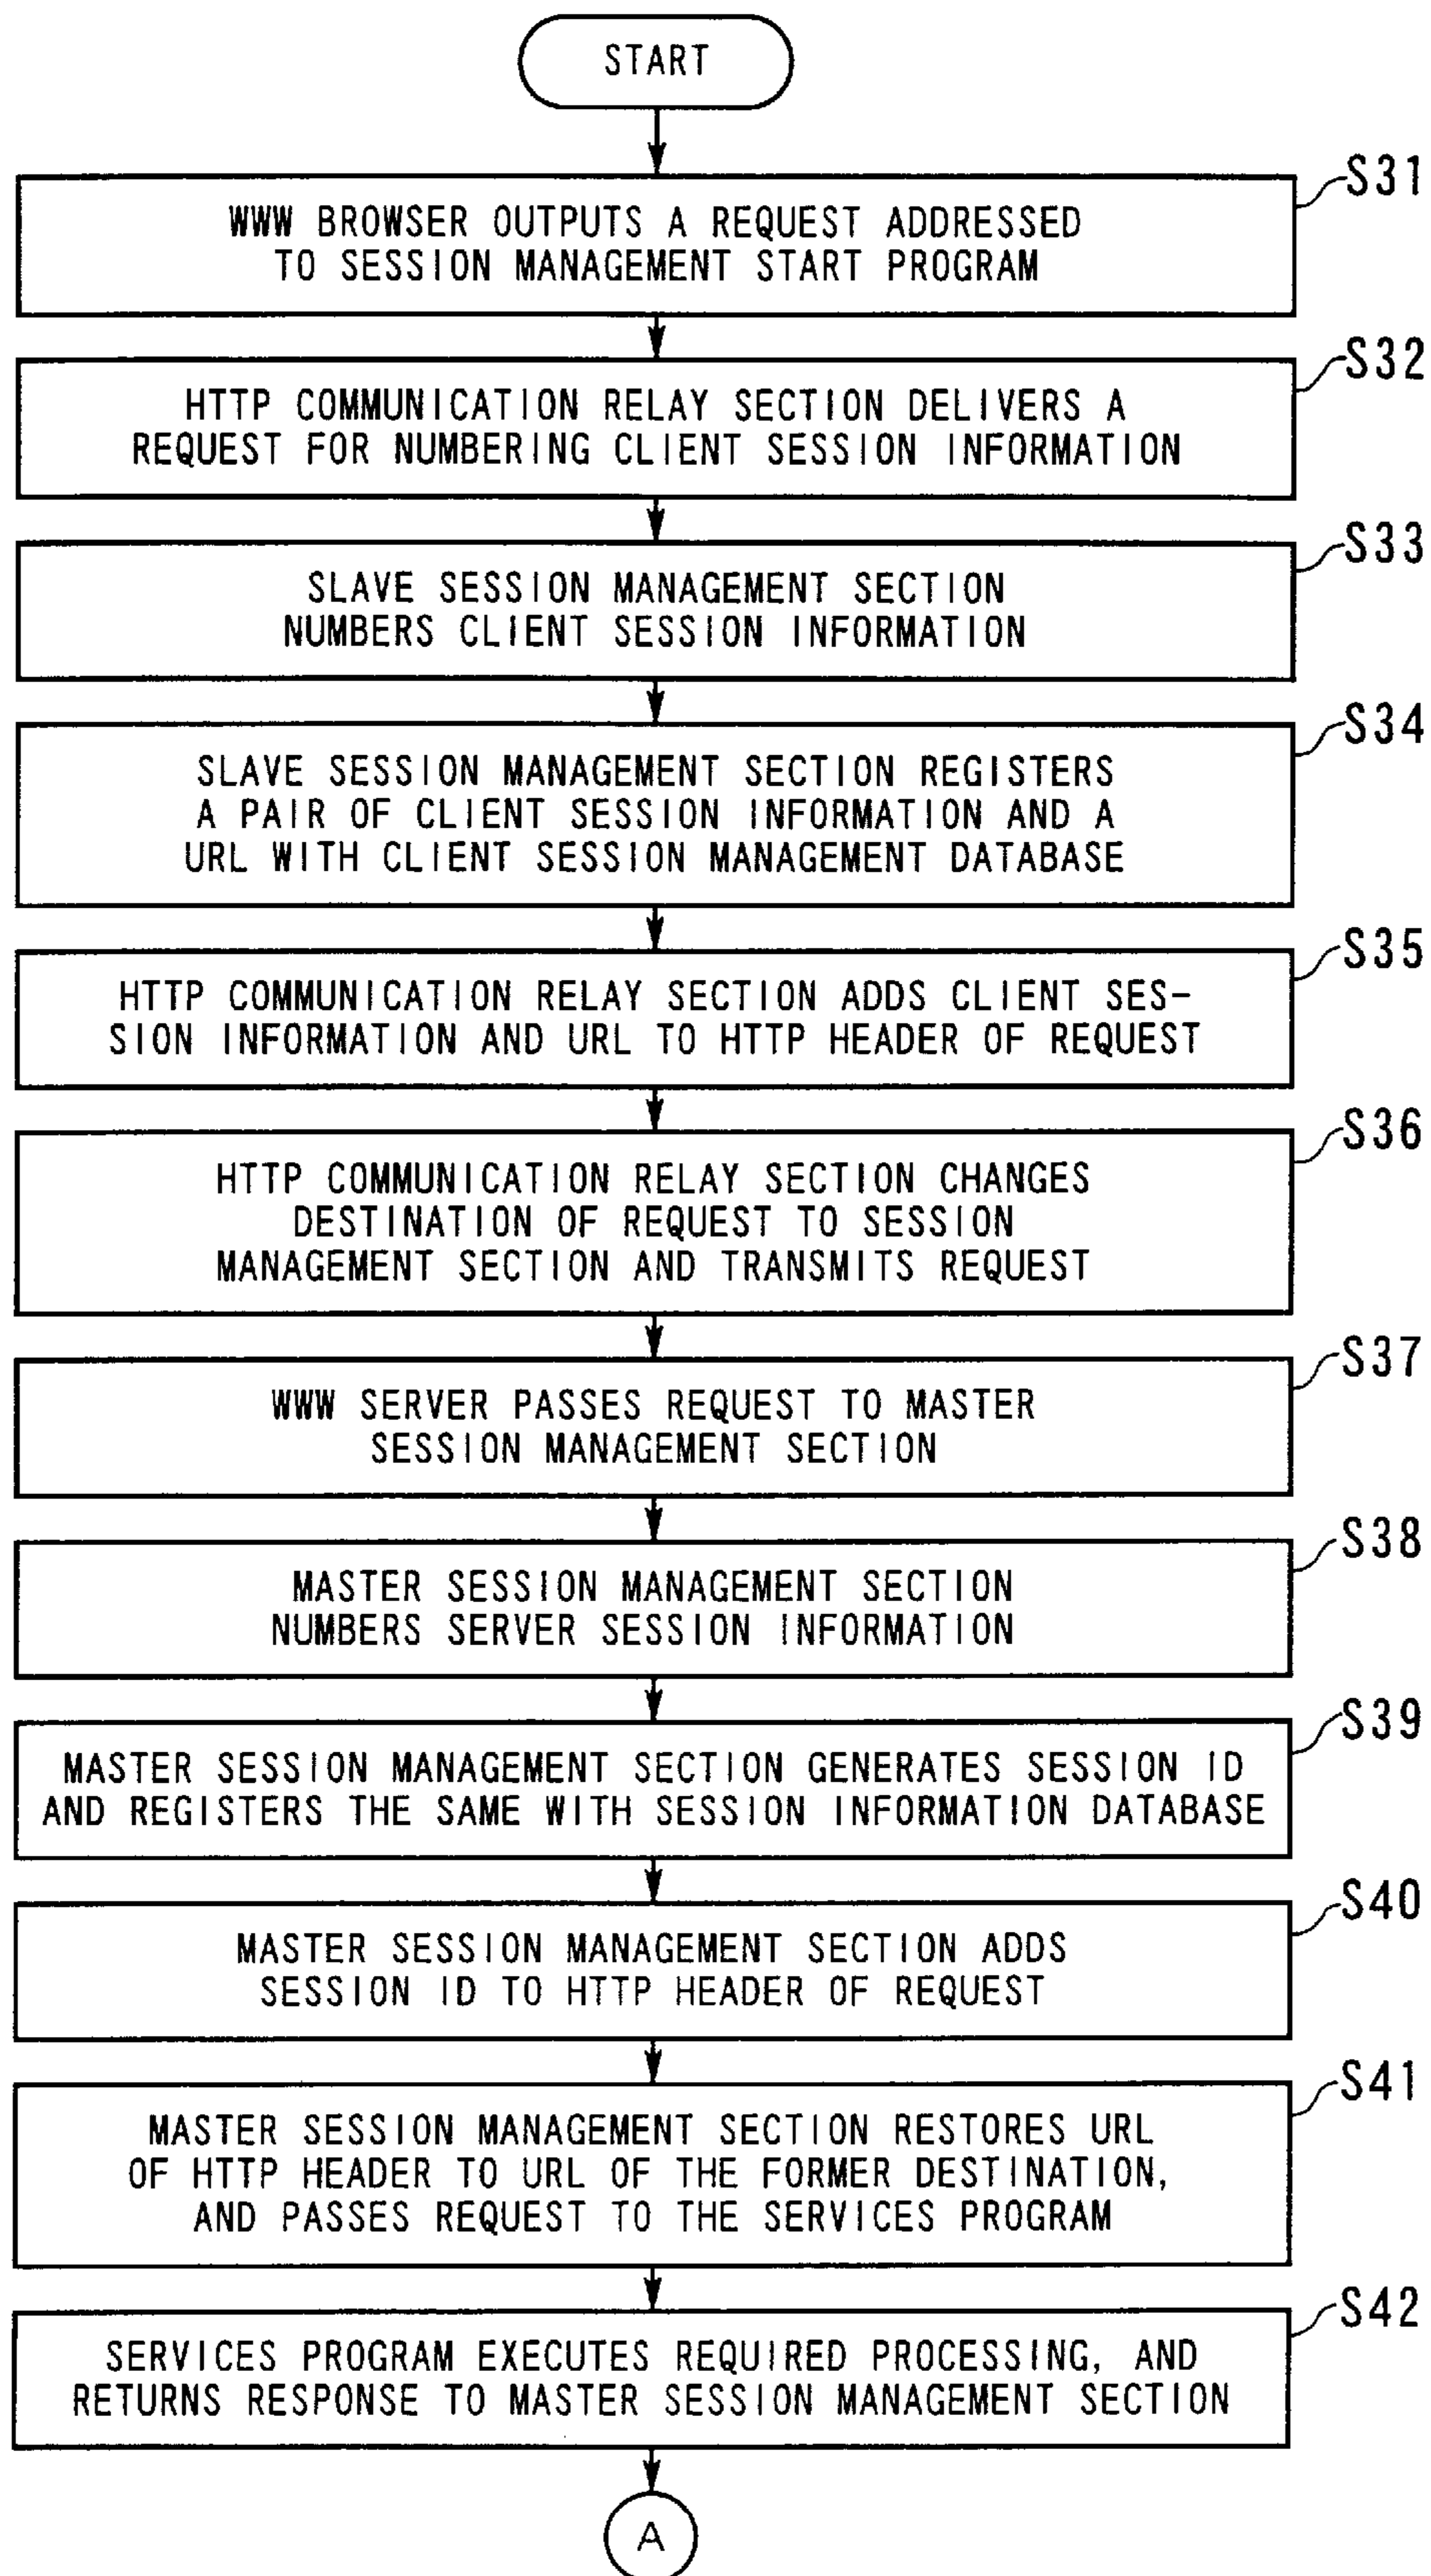 START
S31
WWW BROWSER OUTPUTS A REQUEST ADDRESSED
TO SESSION MANAGEMENT START PROGRAM
S32
HTTP COMMUNICATION RELAY SECTION DELIVERS A
REQUEST FOR NUMBERING CLIENT SESSION INFORMATION
S33
SLAVE SESSION MANAGEMENT SECTION
NUMBERS CLIENT SESSION INFORMATION
S34
SLAVE SESSION MANAGEMENT SECTION REGISTERS
A PAIR OF CLIENT SESSION INFORMATION AND A
URL WITH CLIENT SESSION MANAGEMENT DATABASE
S35
HTTP COMMUNICATION RELAY SECTION ADDS CLIENT SES-
SION INFORMATION AND URL TO HTTP HEADER OF REQUEST
S36
HTTP COMMUNICATION RELAY SECTION CHANGES
DESTINATION OF REQUEST TO SESSION
MANAGEMENT SECTION AND TRANSMITS REQUEST
S37
WWW SERVER PASSES REQUEST TO MASTER
SESSION MANAGEMENT SECTION
S38
MASTER SESSION MANAGEMENT SECTION
NUMBERS SERVER SESSION INFORMATION
S39
MASTER SESSION MANAGEMENT SECTION GENERATES SESSION ID
AND REGISTERS THE SAME WITH SESSION INFORMATION DATABASE
S40
MASTER SESSION MANAGEMENT SECTION ADDS
SESSION ID TO HTTP HEADER OF REQUEST
S41
MASTER SESSION MANAGEMENT SECTION RESTORES URL
OF HTTP HEADER TO URL OF THE FORMER DESTINATION,
AND PASSES REQUEST TO THE SERVICES PROGRAM
S42
SERVICES PROGRAM EXECUTES REQUIRED PROCESSING, AND
RETURNS RESPONSE TO MASTER SESSION MANAGEMENT SECTION
A